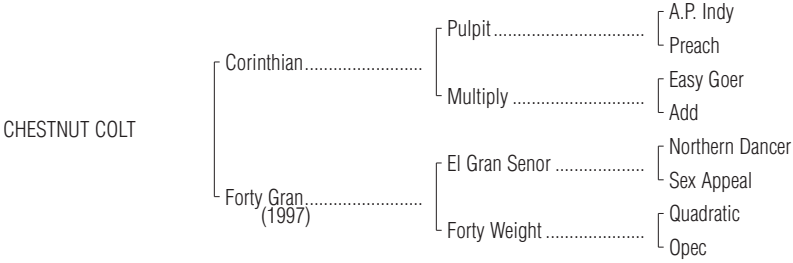 A.P. Indy
Pulpit..................................
Preach
Corinthian..........................
Easy Goer
Multiply ..............................
Add
CHESTNUT COLT
Northern Dancer
El Gran Senor ....................
Sex Appeal
Forty Gran..........................
(1997)
Quadratic
Forty Weight ......................
Opec